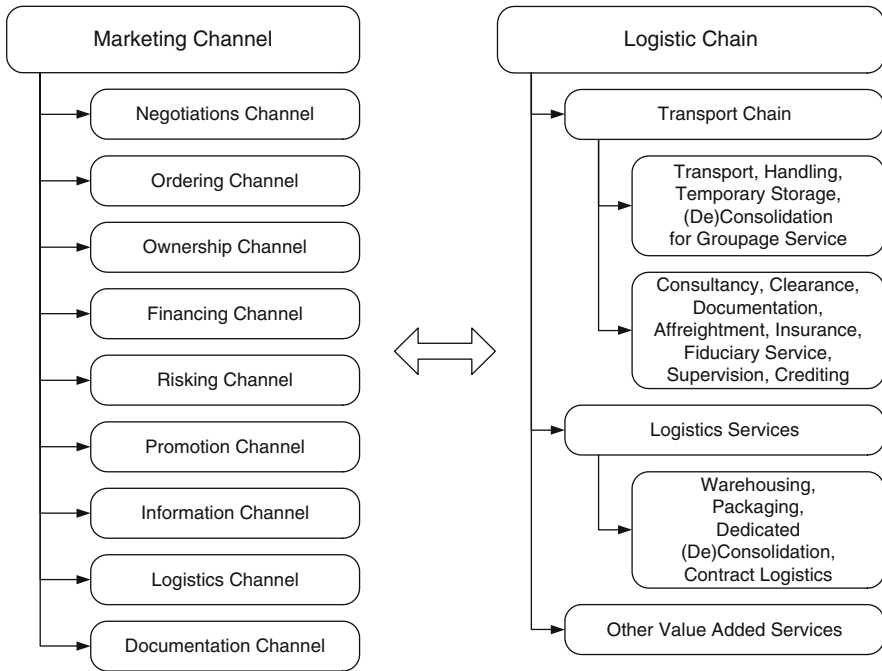 Marketing Channel
Negotiations Channel
Ordering Channel
Ownership Channel
Financing Channel
Risking Channel
Promotion Channel
Information Channel
Logistics Channel
Documentation Channel
Logistic Chain
Transport Chain
Transport, Handling,
Temporary Storage,
(De)Consolidation
for Groupage Service
Consultancy, Clearance,
Documentation,
Affreightment, Insurance,
Fiduciary Service,
Supervision, Crediting
Logistics Services
Warehousing,
Packaging,
Dedicated
(De)Consolidation,
Contract Logistics
Other Value Added Services